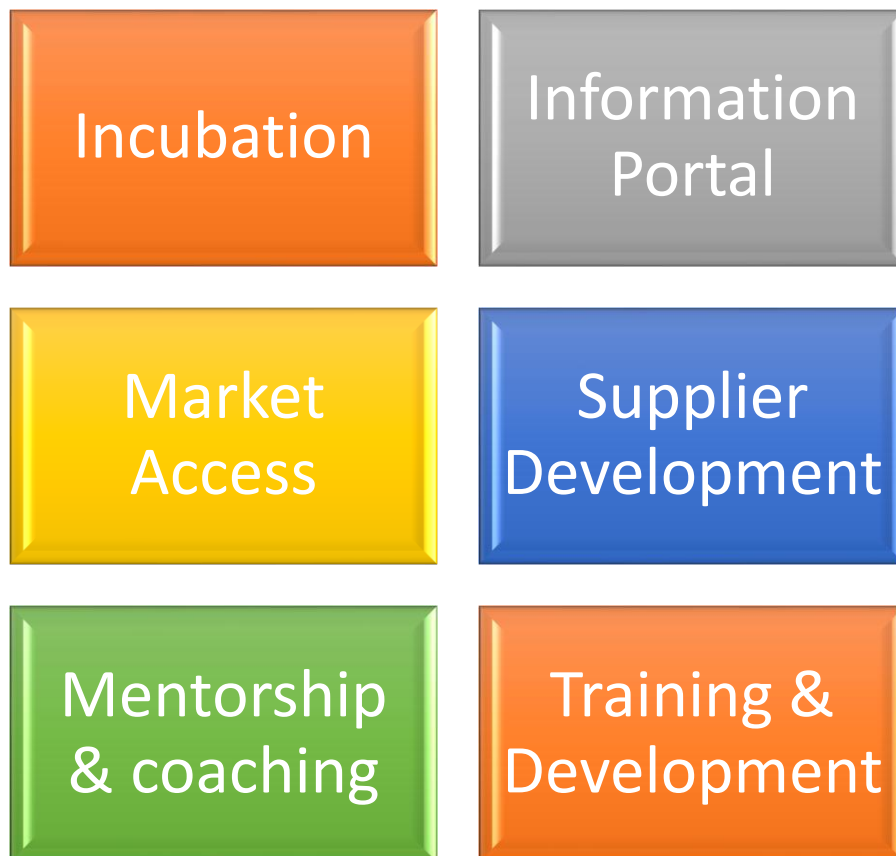 Incubation
Information
Portal
Market
Access
Supplier
Development
Mentorship
& coaching
Training &
Development